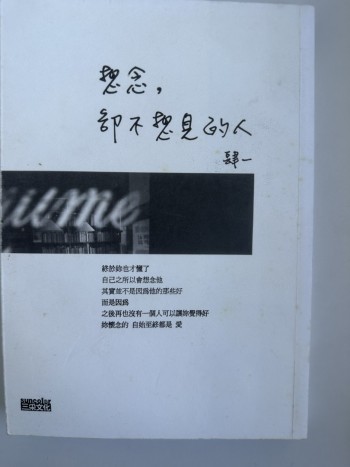 想念，
卻不想見的人
肆一
終於妳也才懂了
自己之所以會想念他
其實並不是因為他的那些好
而是因為
之後再也沒有一個人可以讓妳覺得好
妳懷念的 自始至終都是 愛
suncolor
三采文化